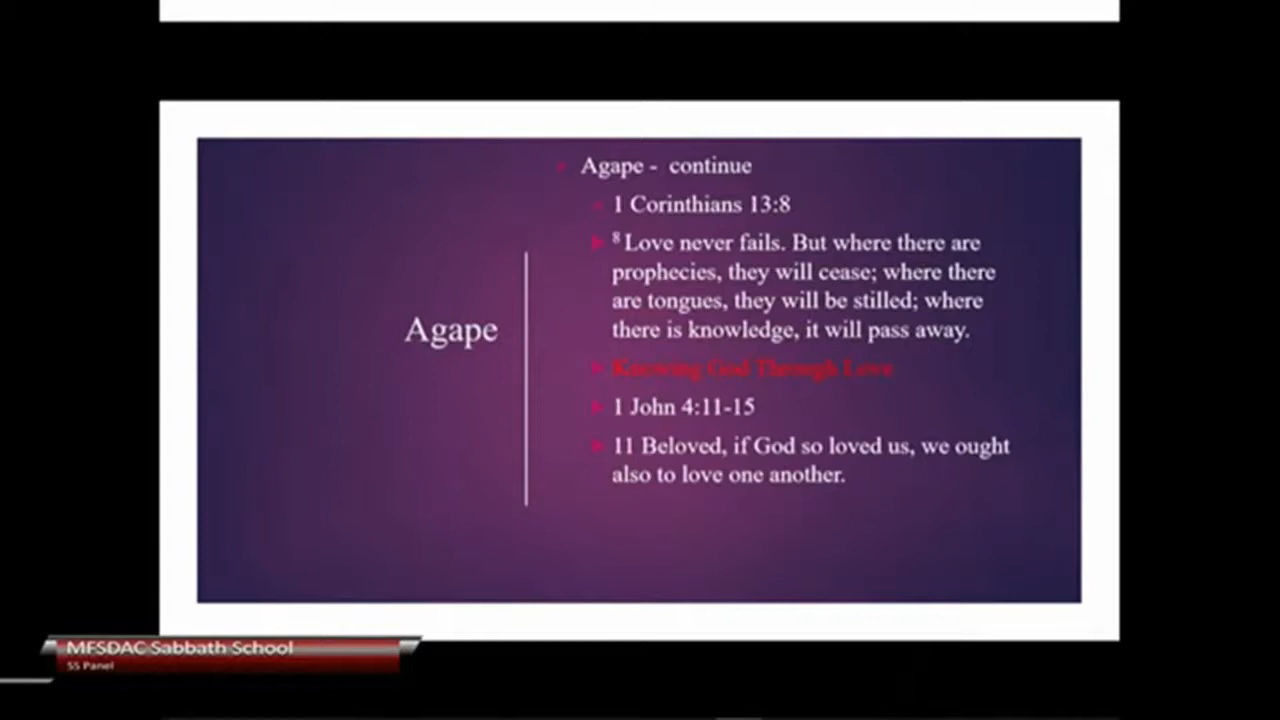 Agape
Agape - continue
1 Corinthians 13:8
8 Love never fails. But where there are
prophecies, they will cease; where there
are tongues, they will be stilled; where
there is knowledge, it will pass away.
Knowing God Through Love
1 John 4:11-15
11 Beloved, if God so loved us, we ought
also to love one another.
MESDAC Sabbath School
SS Panel